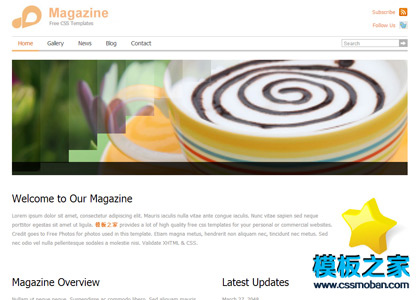 Magazine
Free CSS Templates
Subscribe
Follow Us
Home Gallery News Blog Contact
Search
Welcome to Our Magazine
Lorem ipsum dolor sit amet, consectetur adipiscing elit. Mauris iaculis nulla vitae ante congue iaculis. Nunc vitae sapien sed neque
porttitor egestas sit amet ut ligula. 模板之家 provides a lot of high quality free css templates for your personal or commercial websites.
Credit goes to Free Photos for photos used in this template. Etiam magna metus, hendrerit non aliquam nec, tincidunt nec metus. Sed
nec odio vel nulla pellentesque sodales a molestie nisi. Validate XHTML & CSS.
Magazine Overview
Latest Updates
模板之家
www.cssmoban.com